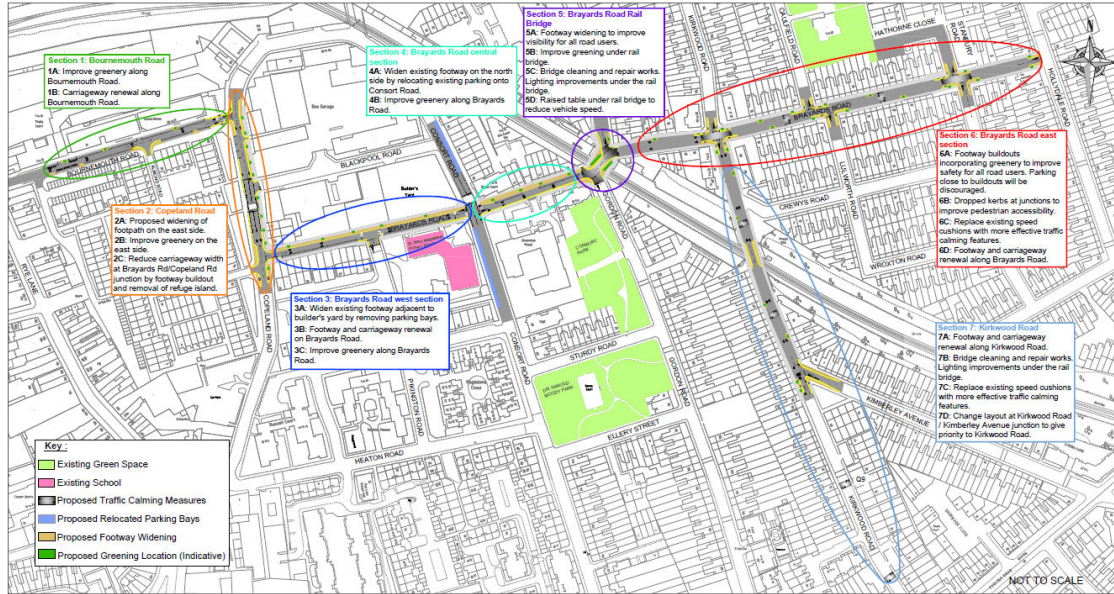 Section 1: Bournemouth Road
1A: Improve greenery along
Bournemouth Road.
1B: Carriageway renewal along
Bournemouth Road.
Section 4: Brayards Road central
section
4A: Widen existing footway on the north
side by relocating existing parking onto
Consort Road.
4B: Improve greenery along Brayards
Road.
Section 5: Brayards Road Rail
Bridge
5A: Footway widening to improve
visibility for all road users.
5B: Improve greening under rail
bridge.
5C: Bridge cleaning and repair works.
Lighting improvements under the rail
bridge.
5D: Raised table under rail bridge to
reduce vehicle speed.
KIRKWOOD ROAD
CAULFIELD ROAD
HATHORNE CLOSE
STANBURY
ROAD
HOLLYDALE ROAD
Bus Garage
BOURNEMOUTH ROAD
BLACKPOOL ROAD
CONSORT ROAD
Builder's
Yard
BRAYARDS ROAD
BRAYARDS ROAD
Section 6: Brayards Road east
section
6A: Footway buildouts
incorporating greenery to improve
safety for all road users. Parking
close to buildouts will be
discouraged.
6B: Dropped kerbs at junctions to
improve pedestrian accessibility.
6C: Replace existing speed
cushions with more effective traffic
calming features.
6D: Footway and carriageway
renewal along Brayards Road.
Section 2: Copeland Road
2A: Proposed widening of
footpath on the east side.
2B: Improve greenery on the
east side.
2C: Reduce carriageway width
at Brayards Rd/Copeland Rd
junction by footway buildout
and removal of refuge island.
RYE LANE
COPELAND ROAD
GORDON ROAD
CONSORT
PARK
LULWORTH ROAD
CREWYS ROAD
WROXTON ROAD
Section 3: Brayards Road west section
3A: Widen existing footway adjacent to
builder's yard by removing parking bays.
3B: Footway and carriageway renewal
on Brayards Road.
3C: Improve greenery along Brayards
Road.
CONSORT ROAD
STURDY ROAD
DR HAROLD
MOODY PARK
GORDON ROAD
ELLERY STREET
PILKINGTON ROAD
HEATON ROAD
Section 7: Kirkwood Road
7A: Footway and carriageway
renewal along Kirkwood Road.
7B: Bridge cleaning and repair works.
Lighting improvements under the rail
bridge.
7C: Replace existing speed cushions
with more effective traffic calming
features.
7D: Change layout at Kirkwood Road
/ Kimberley Avenue junction to give
priority to Kirkwood Road.
KIMBERLEY AVENUE
Q9
KIRKWOOD ROAD
Key :
Existing Green Space
Existing School
Proposed Traffic Calming Measures
Proposed Relocated Parking Bays
Proposed Footway Widening
Proposed Greening Location (Indicative)
NOT TO SCALE